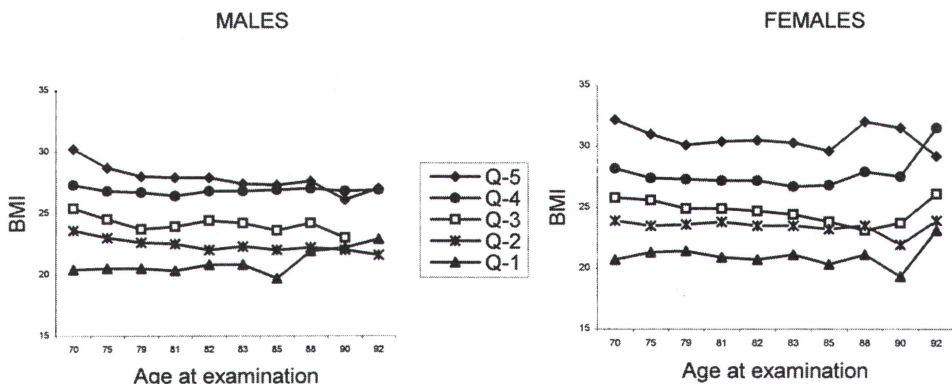 MALES
35
30
25
20
15
BMI
70 75 79 81 82 83 85 88 90 92
Age at examination
Q-5
Q-4
Q-3
Q-2
Q-1
FEMALES
35
30
25
20
15
BMI
70 75 79 81 82 83 85 88 90 92
Age at examination